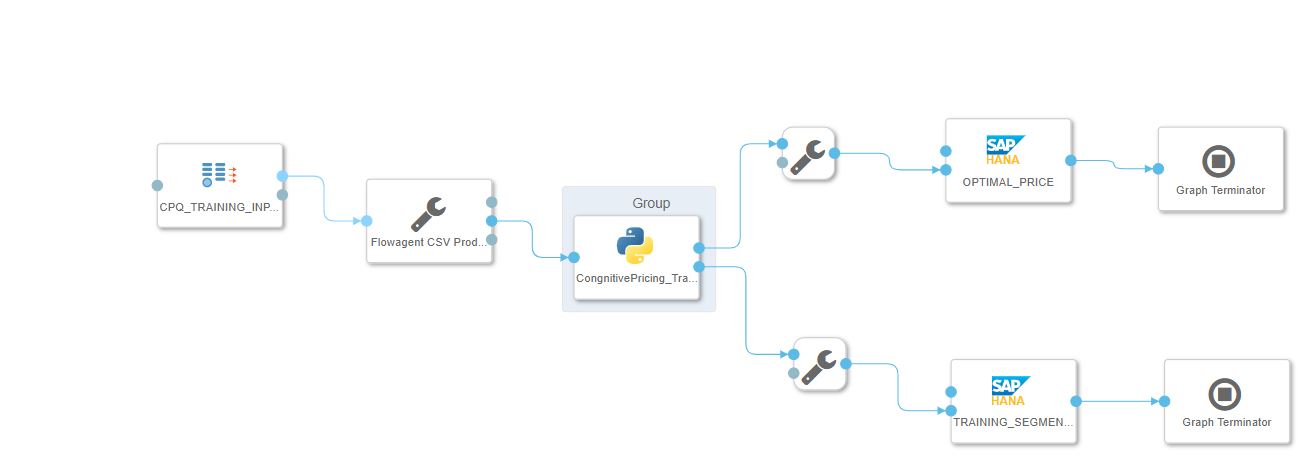 CPQ_TRAINING_INP...
Flowagent CSV Prod...
Group
CongnitivePricing_Tra...
SAP
HANA
OPTIMAL_PRICE
Graph Terminator
SAP
HANA
TRAINING_SEGMEN...
Graph Terminator